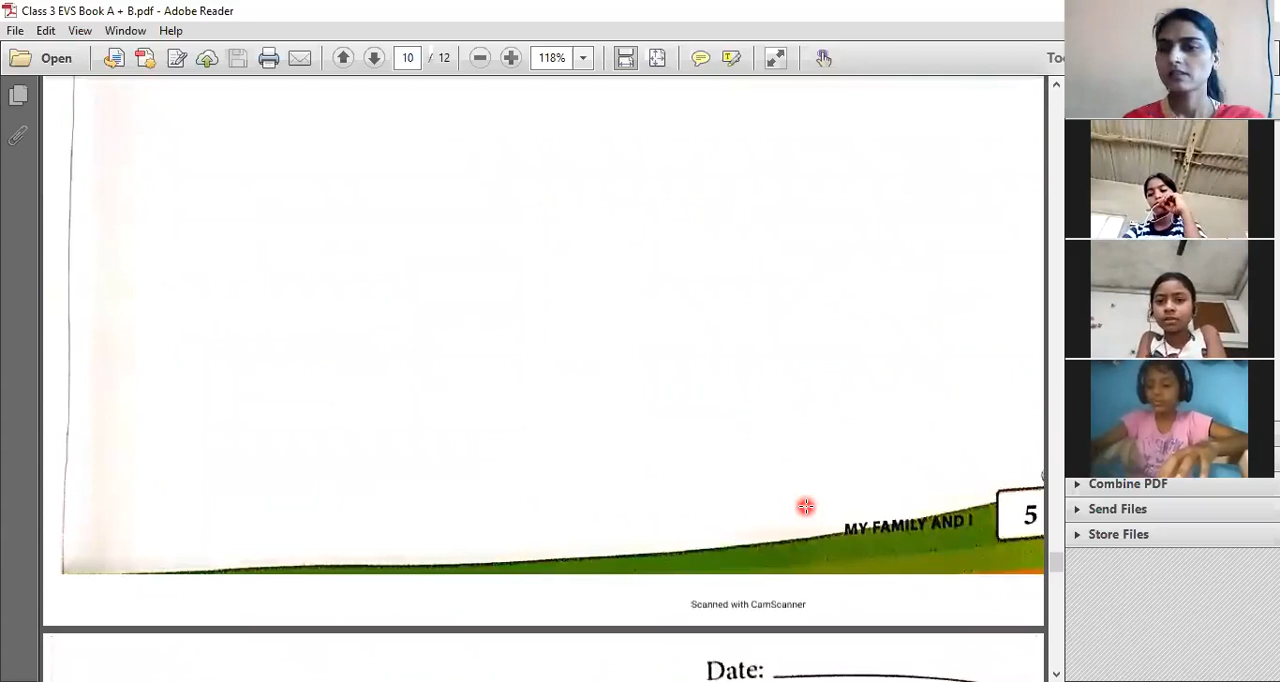 Class 3 EVS Book A + B.pdf - Adobe Reader
File Edit View Window Help
Open 10 / 12 118% Too
MY FAMILY AND I 5
Scanned with CamScanner
Date:
Combine PDF
Send Files
Store Files